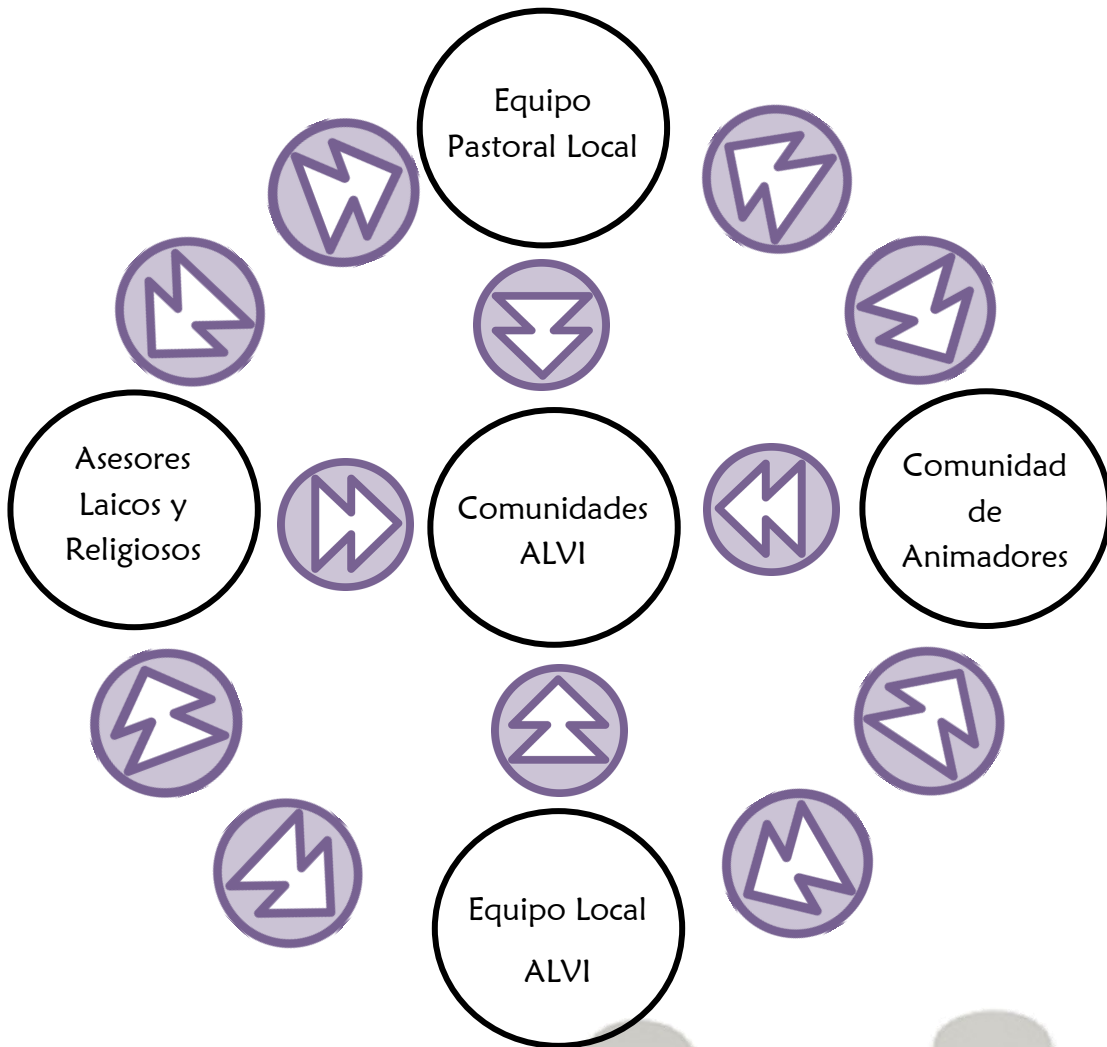 Equipo
Pastoral Local
Asesores
Laicos y
Religiosos
Comunidades
ALVI
Comunidad
de
Animadores
Equipo Local
ALVI